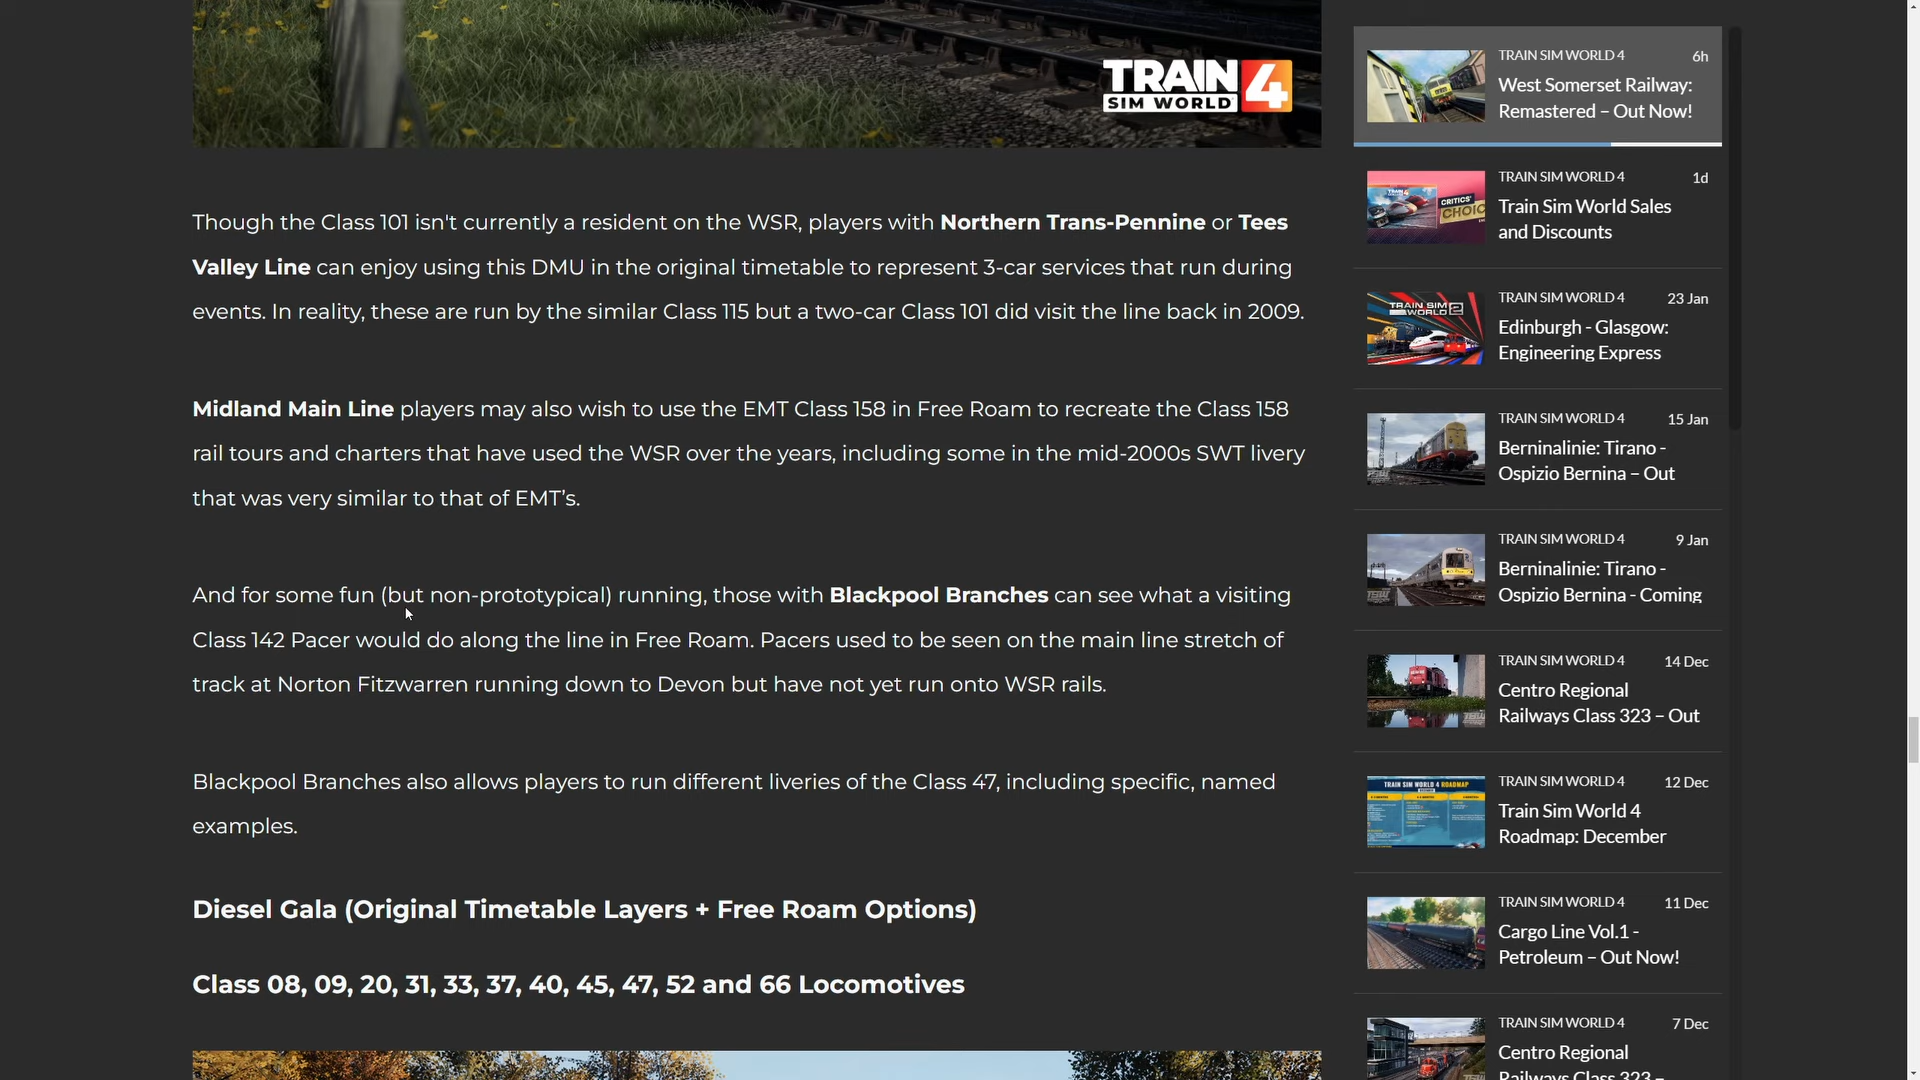 TRAIN
SIM WORLD 4
Though the Class 101 isn't currently a resident on the WSR, players with Northern Trans-Pennine or Tees
Valley Line can enjoy using this DMU in the original timetable to represent 3-car services that run during
events. In reality, these are run by the similar Class 115 but a two-car Class 101 did visit the line back in 2009.
Midland Main Line players may also wish to use the EMT Class 158 in Free Roam to recreate the Class 158
rail tours and charters that have used the WSR over the years, including some in the mid-2000s SWT livery
that was very similar to that of EMT’s.
And for some fun (but non-prototypical) running, those with Blackpool Branches can see what a visiting
Class 142 Pacer would do along the line in Free Roam. Pacers used to be seen on the main line stretch of
track at Norton Fitzwarren running down to Devon but have not yet run onto WSR rails.
Blackpool Branches also allows players to run different liveries of the Class 47, including specific, named
examples.
Diesel Gala (Original Timetable Layers + Free Roam Options)
Class 08, 09, 20, 31, 33, 37, 40, 45, 47, 52 and 66 Locomotives
TRAIN SIM WORLD 4 6h
West Somerset Railway:
Remastered – Out Now!
CRITICS'
CHOIC
TRAIN SIM WORLD 4 1d
Train Sim World Sales
and Discounts
TRAIN SIM
WORLD 2
TRAIN SIM WORLD 4 23 Jan
Edinburgh - Glasgow:
Engineering Express
TRAIN SIM WORLD 4 15 Jan
Berninalinie: Tirano -
Ospizio Bernina – Out
TRAIN SIM WORLD 4 9 Jan
Berninalinie: Tirano -
Ospizio Bernina - Coming
TRAIN SIM WORLD 4 14 Dec
Centro Regional
Railways Class 323 – Out
TRAIN SIM WORLD 4 ROADMAP
TRAIN SIM WORLD 4 12 Dec
Train Sim World 4
Roadmap: December
TRAIN SIM WORLD 4 11 Dec
Cargo Line Vol.1 -
Petroleum – Out Now!
TRAIN SIM WORLD 4 7 Dec
Centro Regional
Railways Class 323 –